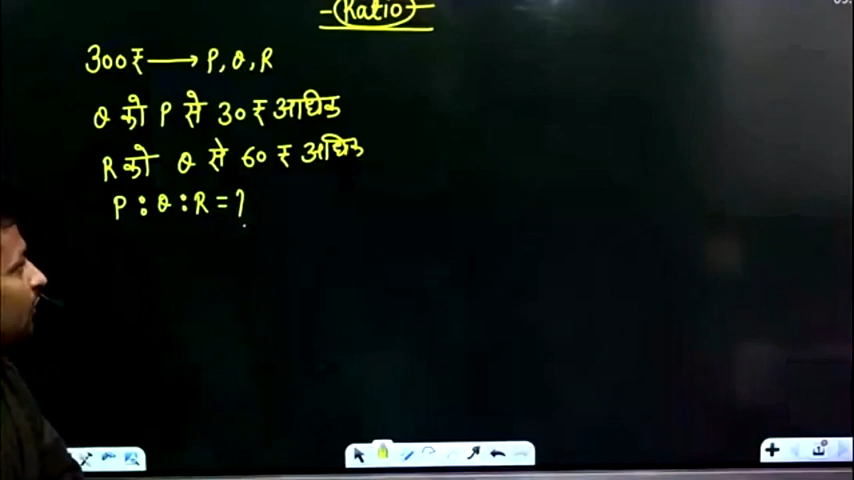 -Ratio-
300₹ → P, Q, R
Q को P से 30 ₹ अधिक
R को Q से 60 ₹ अधिक
P : Q : R = ?